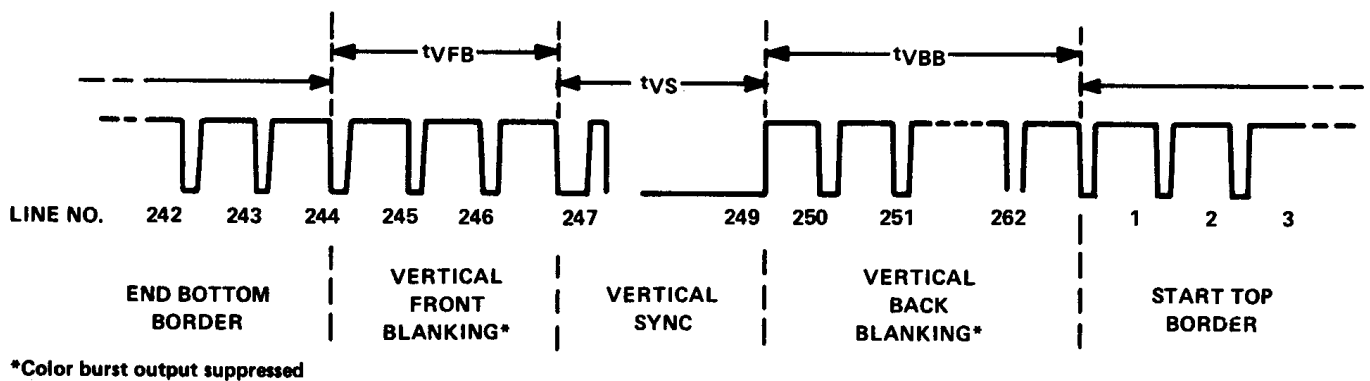 tVFB
tVBB
tVS
LINE NO. 242 243 244 245 246 247 249 250 251 262 1 2 3
END BOTTOM
BORDER
VERTICAL
FRONT
BLANKING*
VERTICAL
SYNC
VERTICAL
BACK
BLANKING*
START TOP
BORDER
*Color burst output suppressed